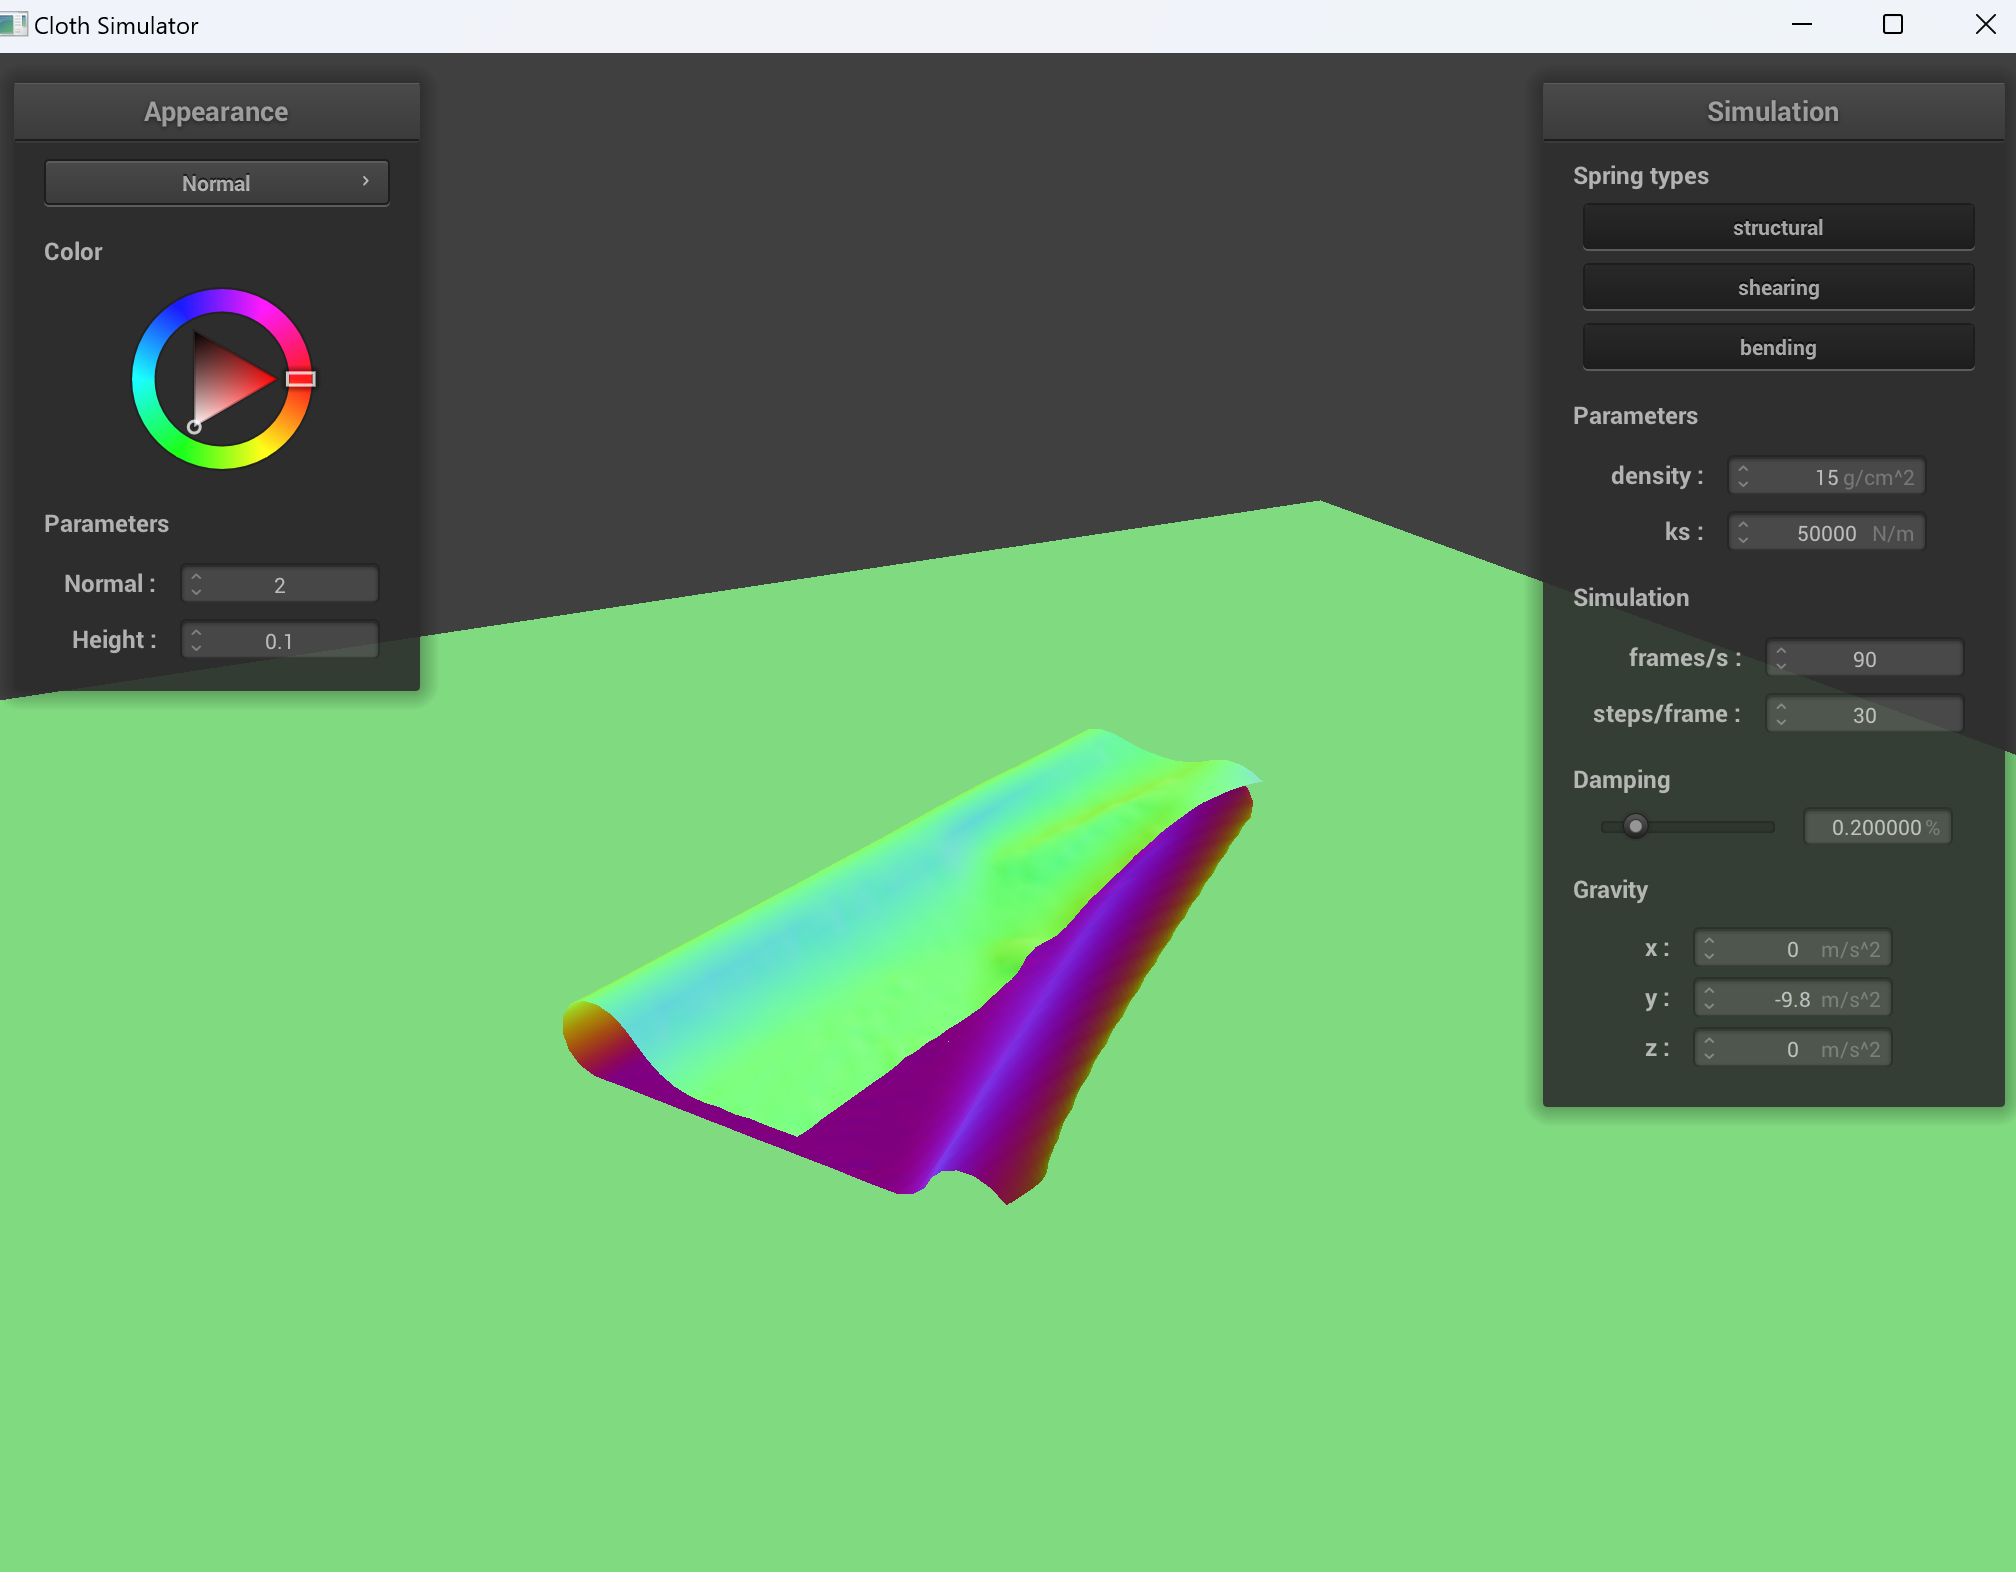 Cloth Simulator
Appearance
Normal
Color
Parameters
Normal : 2
Height : 0.1
Simulation
Spring types
structural
shearing
bending
Parameters
density : 15 g/cm^2
ks : 50000 N/m
Simulation
frames/s : 90
steps/frame : 30
Damping
0.200000 %
Gravity
x : 0 m/s^2
y : -9.8 m/s^2
z : 0 m/s^2